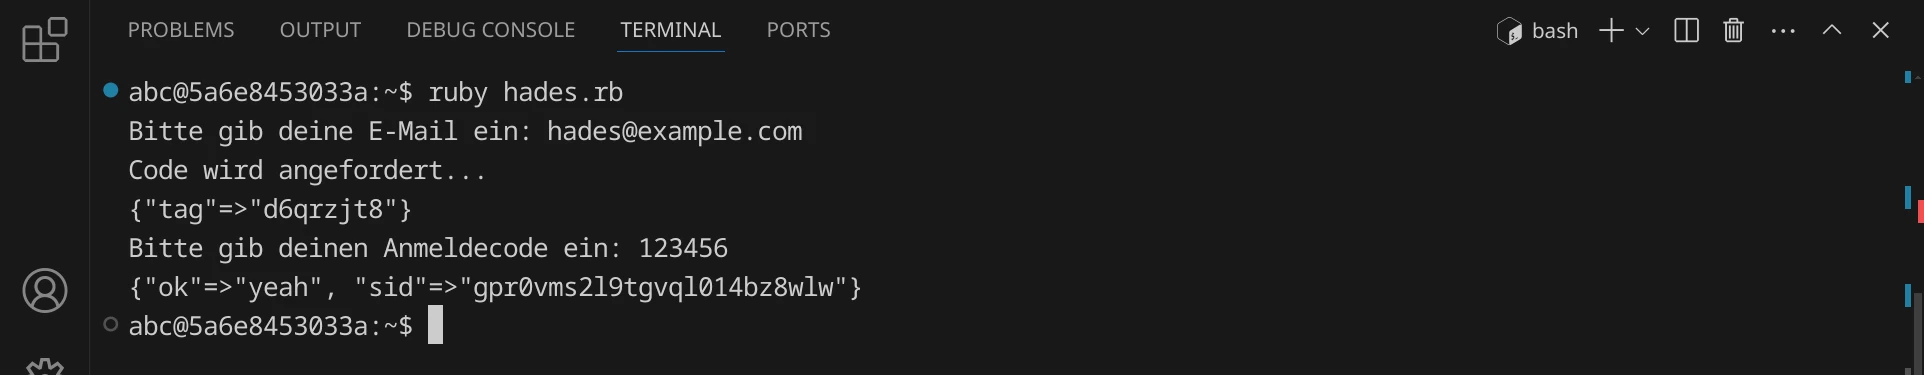 PROBLEMS OUTPUT DEBUG CONSOLE TERMINAL PORTS bash
abc@5a6e8453033a:~$ ruby hades.rb
Bitte gib deine E-Mail ein: hades@example.com
Code wird angefordert...
{"tag"=>"d6qrzjt8"}
Bitte gib deinen Anmeldecode ein: 123456
{"ok"=>"yeah", "sid"=>"gpr0vms2l9tgvql014bz8wlw"}
abc@5a6e8453033a:~$